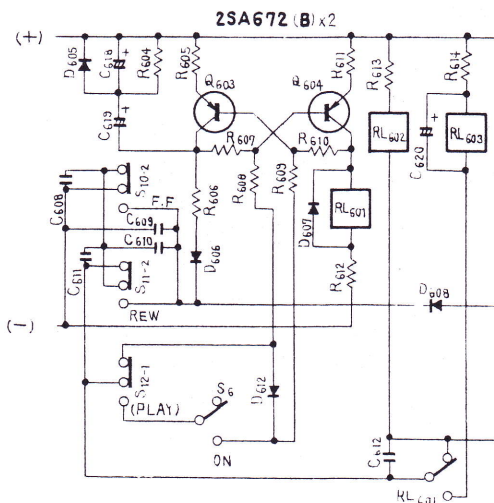 2SA672 (B) x2
(+)
D605
C618
+
R604
R605
Q603
Q604
R611
R613
R614
C619
+
R607
R610
RL602
C620
+
RL603
C608
S10-2
F.F
R608
R609
R606
D607
RL601
C609
C610
C611
S11-2
D606
R612
REW
D608
(-)
S12-1
(PLAY)
S6
D612
ON
C612
RL601